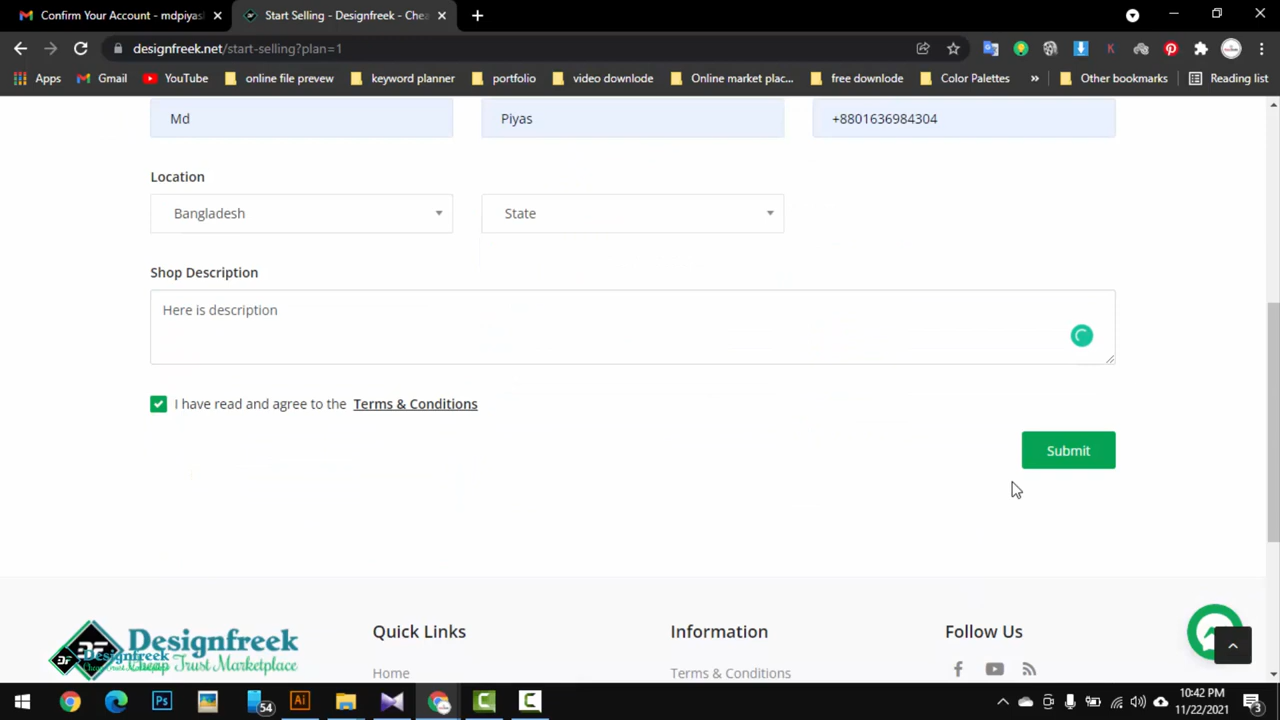 Confirm Your Account - mdpiyas
Start Selling - Designfreek - Chea
designfreek.net/start-selling?plan=1
Apps
Gmail
YouTube
online file preview
keyword planner
portfolio
video downlode
Online market plac...
free downlode
Color Palettes
Other bookmarks
Reading list
Md
Piyas
+8801636984304
Location
Bangladesh
State
Shop Description
Here is description
I have read and agree to the Terms & Conditions
Submit
Designfreek
Cheap Trust Marketplace
Quick Links
Information
Follow Us
Home
Terms & Conditions
54
10:42 PM
11/22/2021
3